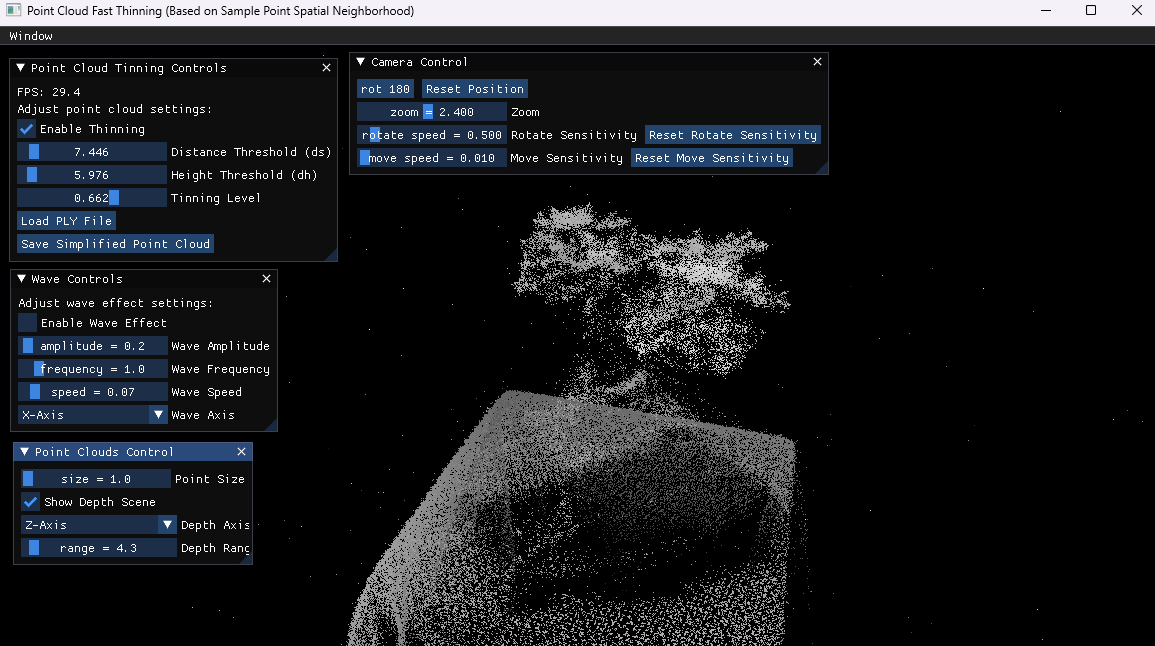 Point Cloud Fast Thinning (Based on Sample Point Spatial Neighborhood)
Window
Point Cloud Tinning Controls
FPS: 29.4
Adjust point cloud settings:
Enable Thinning
7.446 Distance Threshold (ds)
5.976 Height Threshold (dh)
0.662 Tinning Level
Load PLY File
Save Simplified Point Cloud
Camera Control
rot 180 Reset Position
zoom = 2.400 Zoom
rotate speed = 0.500 Rotate Sensitivity Reset Rotate Sensitivity
move speed = 0.010 Move Sensitivity Reset Move Sensitivity
Wave Controls
Adjust wave effect settings:
Enable Wave Effect
amplitude = 0.2 Wave Amplitude
frequency = 1.0 Wave Frequency
speed = 0.07 Wave Speed
X-Axis Wave Axis
Point Clouds Control
size = 1.0 Point Size
Show Depth Scene
Z-Axis Depth Axis
range = 4.3 Depth Rang